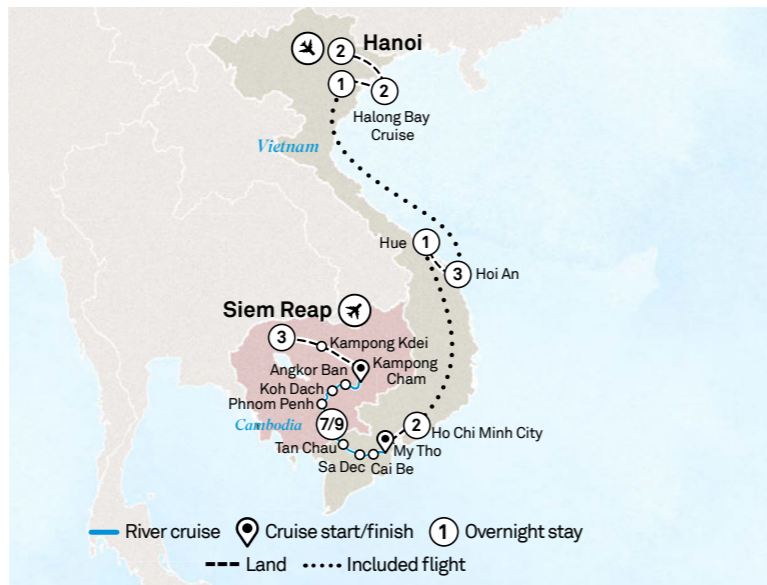 2
Hanoi
1
2
Halong Bay
Cruise
Vietnam
Hue
1
3
Hoi An
Siem Reap
3
Kampong Kdei
Angkor Ban
Kampong
Cham
Koh Dach
Phnom Penh
Cambodia
7/9
2
Ho Chi Minh City
Tan Chau
My Tho
Sa Dec
Cai Be
River cruise
Cruise start/finish
1
Overnight stay
Land
Included flight